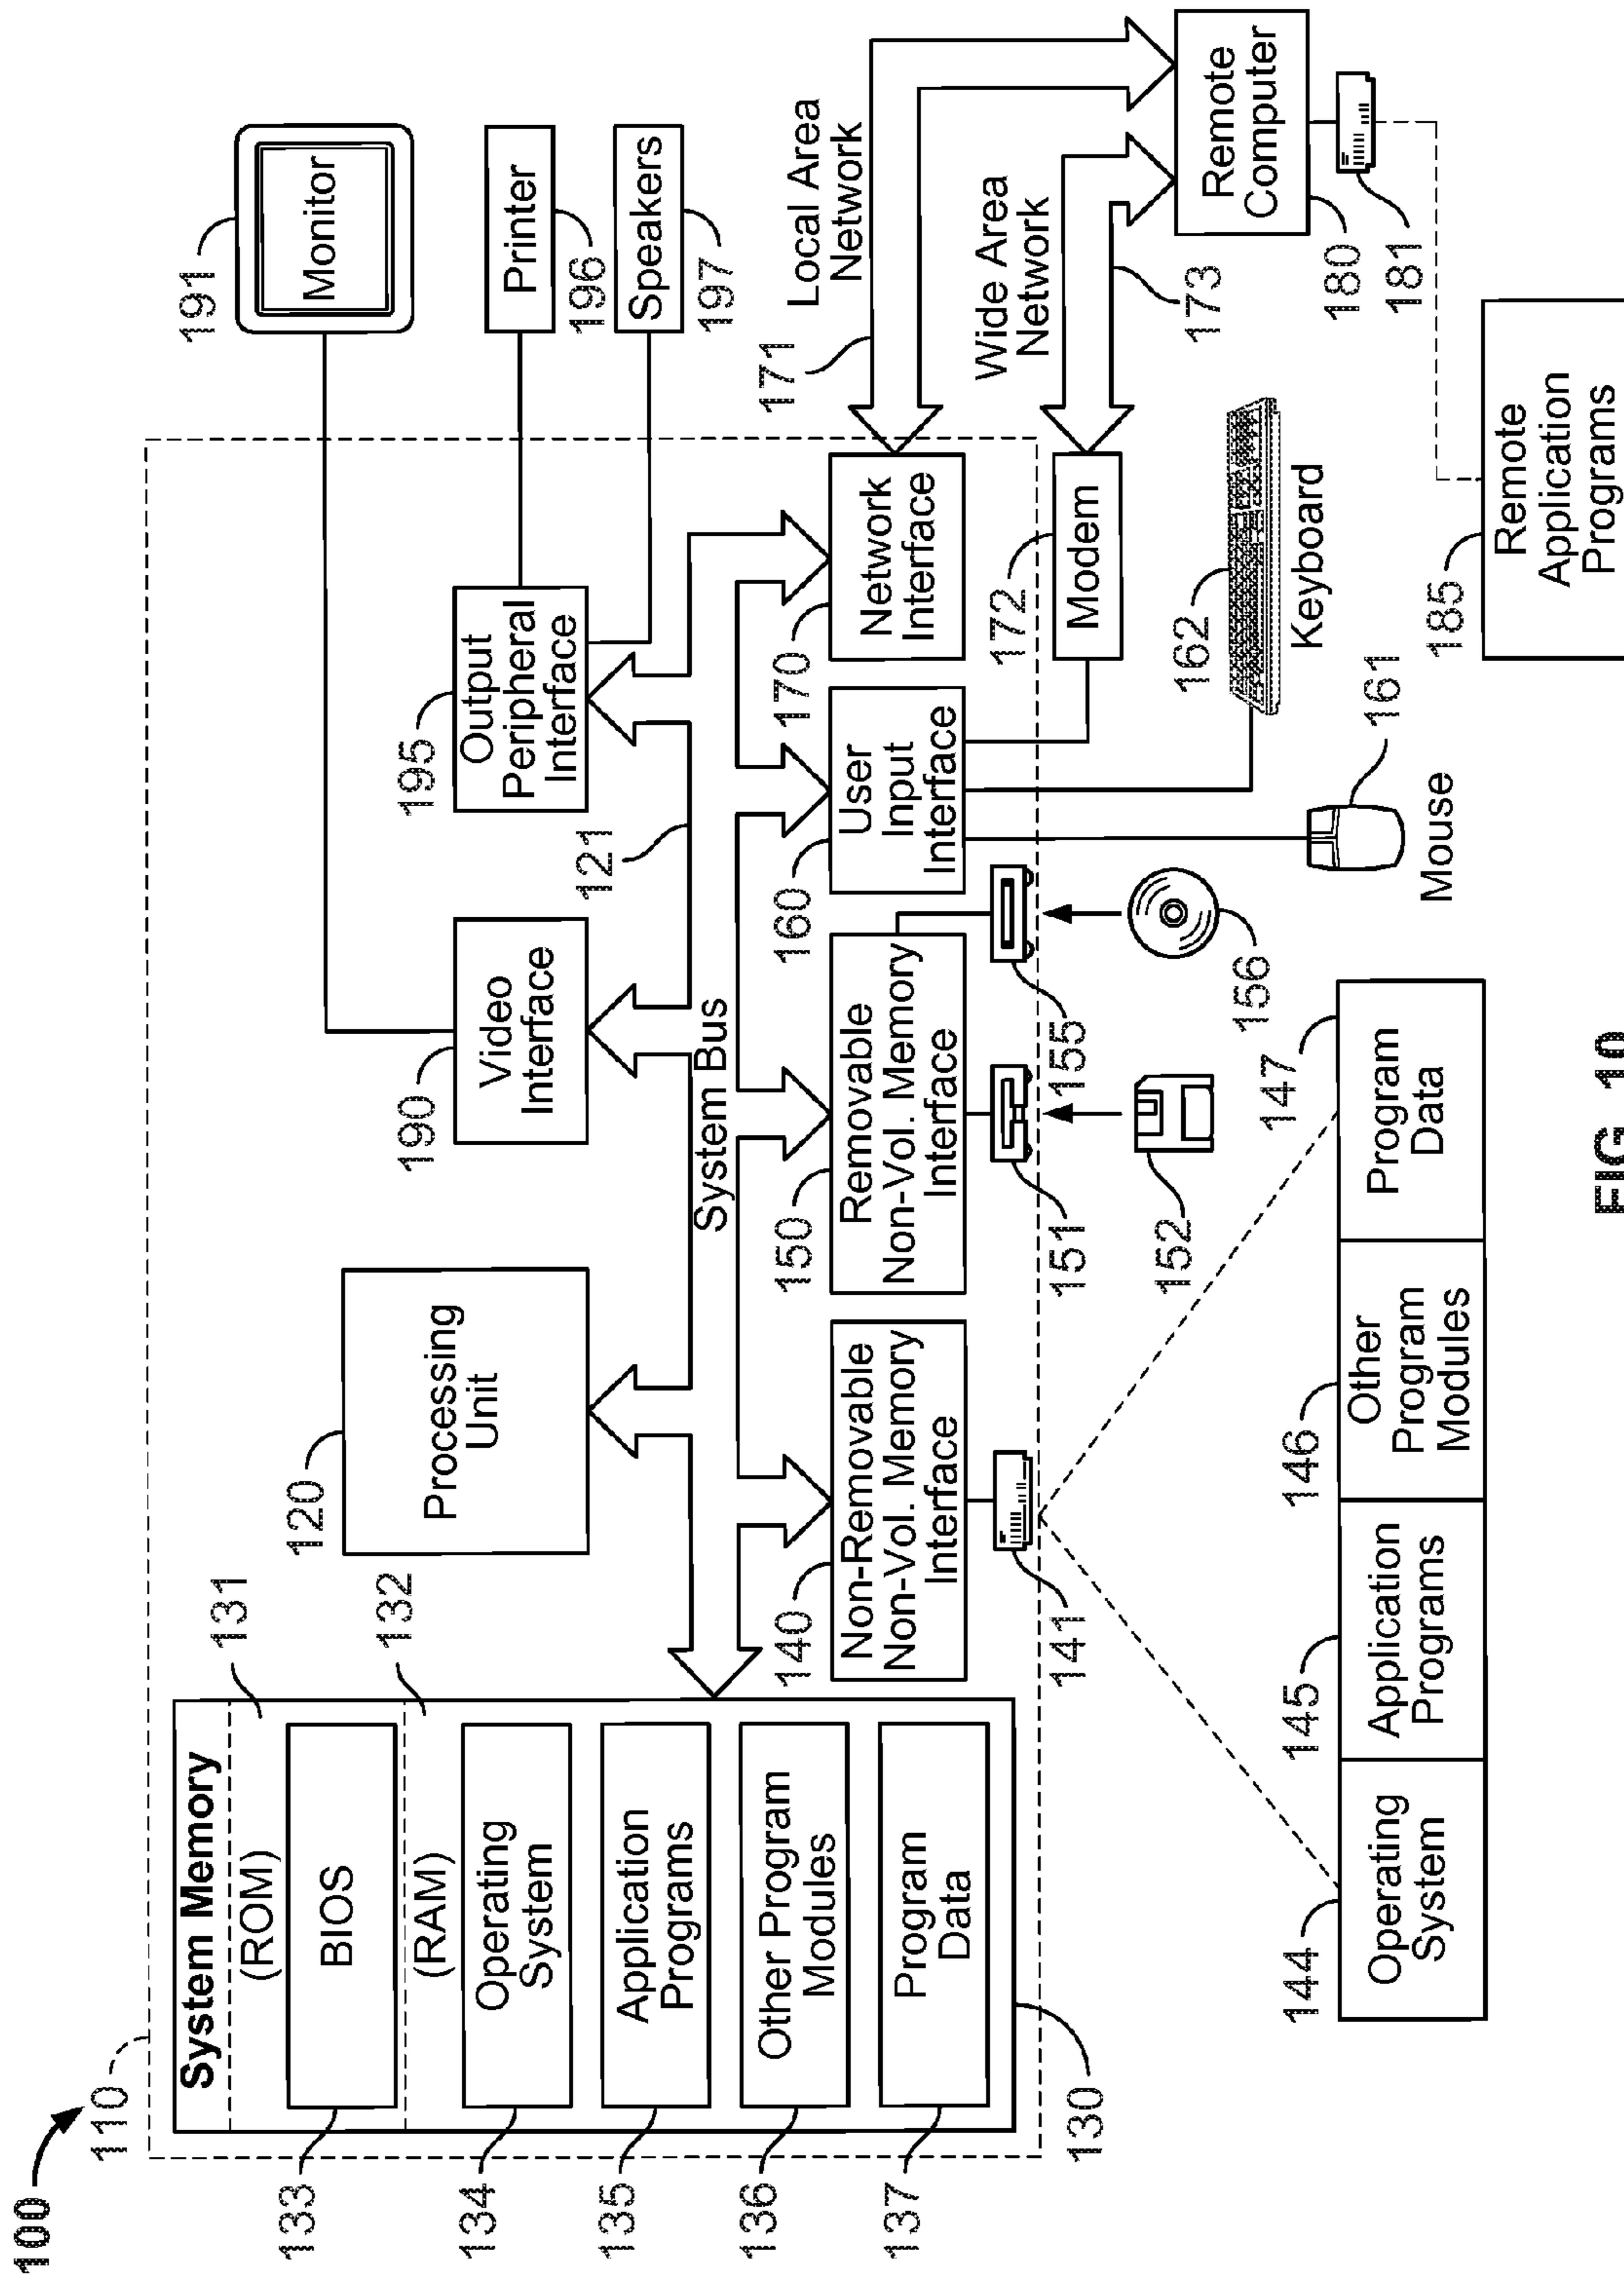 100
110
System Memory
(ROM)
131
BIOS
133
(RAM)
132
Operating
System
134
Application
Programs
135
Other Program
Modules
136
Program
Data
137
130
120
Processing
Unit
190
Video
Interface
195
Output
Peripheral
Interface
191
Monitor
Printer
196
Speakers
197
121
System Bus
140
Non-Removable
Non-Vol. Memory
Interface
150
Removable
Non-Vol. Memory
Interface
160
User
Input
Interface
170
Network
Interface
171
Local Area
Network
141
151
155
172
Modem
Wide Area
Network
173
152
156
162
Keyboard
Remote
Computer
180
181
161
Mouse
144
Operating
System
145
Application
Programs
146
Other
Program
Modules
147
Program
Data
185
Remote
Application
Programs
FIG. 10